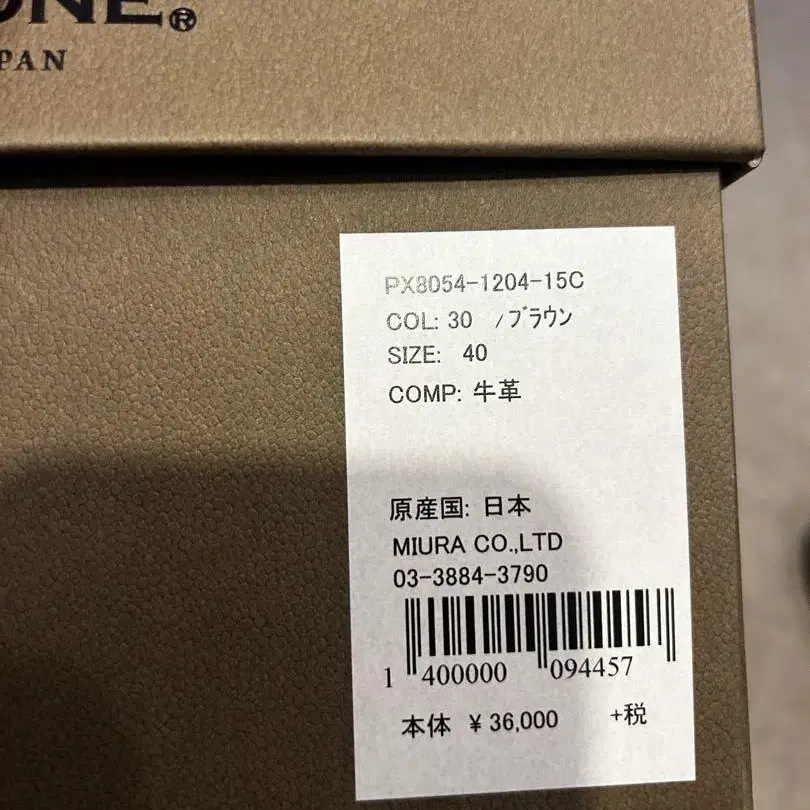 ONE®
PAN
PX8054-1204-15C
COL: 30 /ブラウン
SIZE: 40
COMP: 牛革
原産国: 日本
MIURA CO.,LTD
03-3884-3790
1 400000 094457
本体 ¥ 36,000 +税